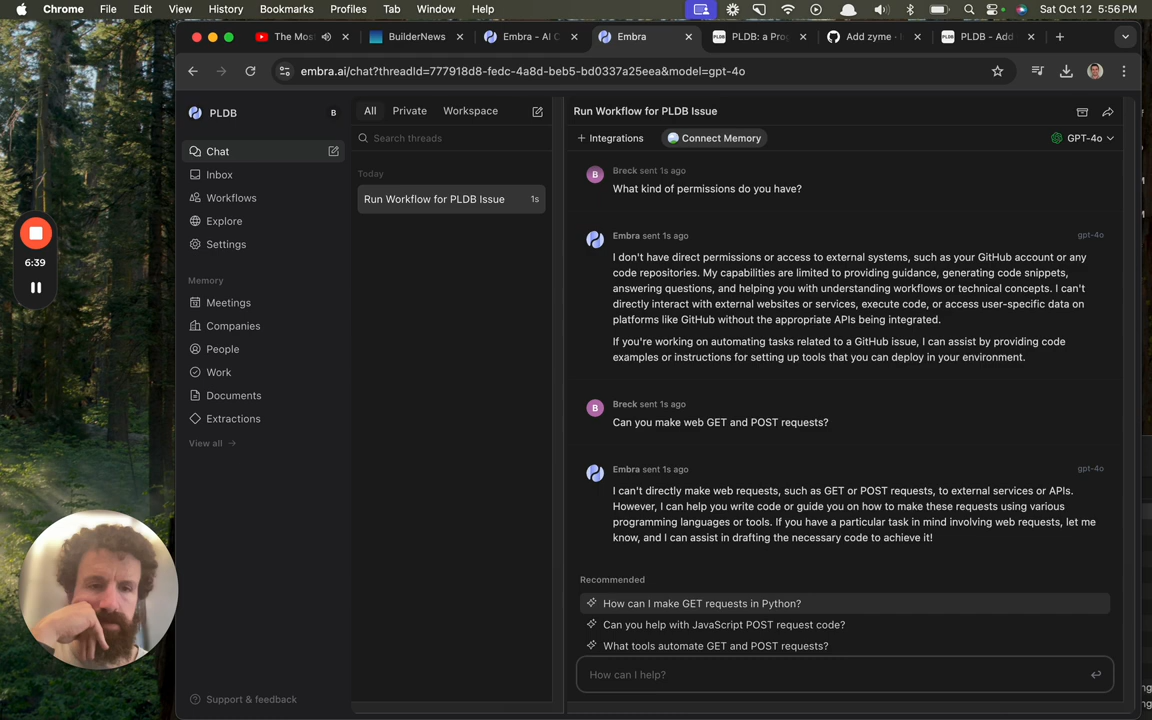 Chrome File Edit View History Bookmarks Profiles Tab Window Help Sat Oct 12 5:56 PM
The Mos
BuilderNews
Embra - AI C
Embra
PLDB: a Pro
Add zyme · I
PLDB - Add
embra.ai/chat?threadId=777918d8-fedc-4a8d-beb5-bd0337a25eea&model=gpt-4o
PLDB
B
Chat
Inbox
Workflows
Explore
Settings
Memory
Meetings
Companies
People
Work
Documents
Extractions
View all →
Support & feedback
6:39
All Private Workspace
Search threads
Today
Run Workflow for PLDB Issue 1s
Run Workflow for PLDB Issue
+ Integrations Connect Memory GPT-4o
B
Breck sent 1s ago
What kind of permissions do you have?
Embra sent 1s ago gpt-4o
I don't have direct permissions or access to external systems, such as your GitHub account or any
code repositories. My capabilities are limited to providing guidance, generating code snippets,
answering questions, and helping you with understanding workflows or technical concepts. I can't
directly interact with external websites or services, execute code, or access user-specific data on
platforms like GitHub without the appropriate APIs being integrated.
If you're working on automating tasks related to a GitHub issue, I can assist by providing code
examples or instructions for setting up tools that you can deploy in your environment.
B
Breck sent 1s ago
Can you make web GET and POST requests?
Embra sent 1s ago gpt-4o
I can't directly make web requests, such as GET or POST requests, to external services or APIs.
However, I can help you write code or guide you on how to make these requests using various
programming languages or tools. If you have a particular task in mind involving web requests, let me
know, and I can assist in drafting the necessary code to achieve it!
Recommended
How can I make GET requests in Python?
Can you help with JavaScript POST request code?
What tools automate GET and POST requests?
How can I help?